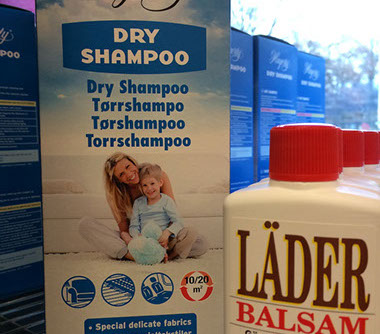 DRY
SHAMPOO
Dry Shampoo
Tørrshampo
Tørshampoo
Torrschampoo
10/20
m²
• Special delicate fabrics
LÄDER
BALSAM